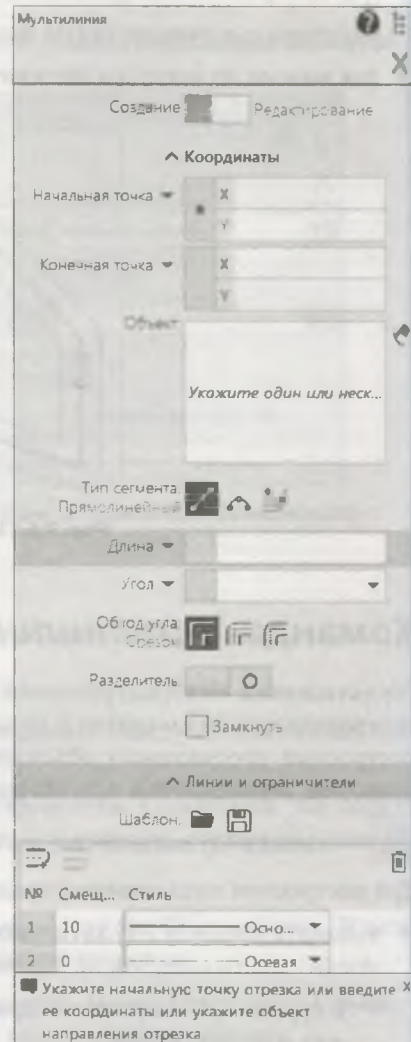 Мультилиния
Создание Редактирование
Координаты
Начальная точка X
Y
Конечная точка X
Y
Объект
Укажите один или неск...
Тип сегмента:
Прямолинейный
Длина
Угол
Обход угла:
Срезом
Разделитель:
Замкнуть
Линии и ограничители
Шаблон:
№ Смещ... Стиль
1 10 Осно...
2 0 Осевая
Укажите начальную точку отрезка или введите X
ее координаты или укажите объект
направления отрезка